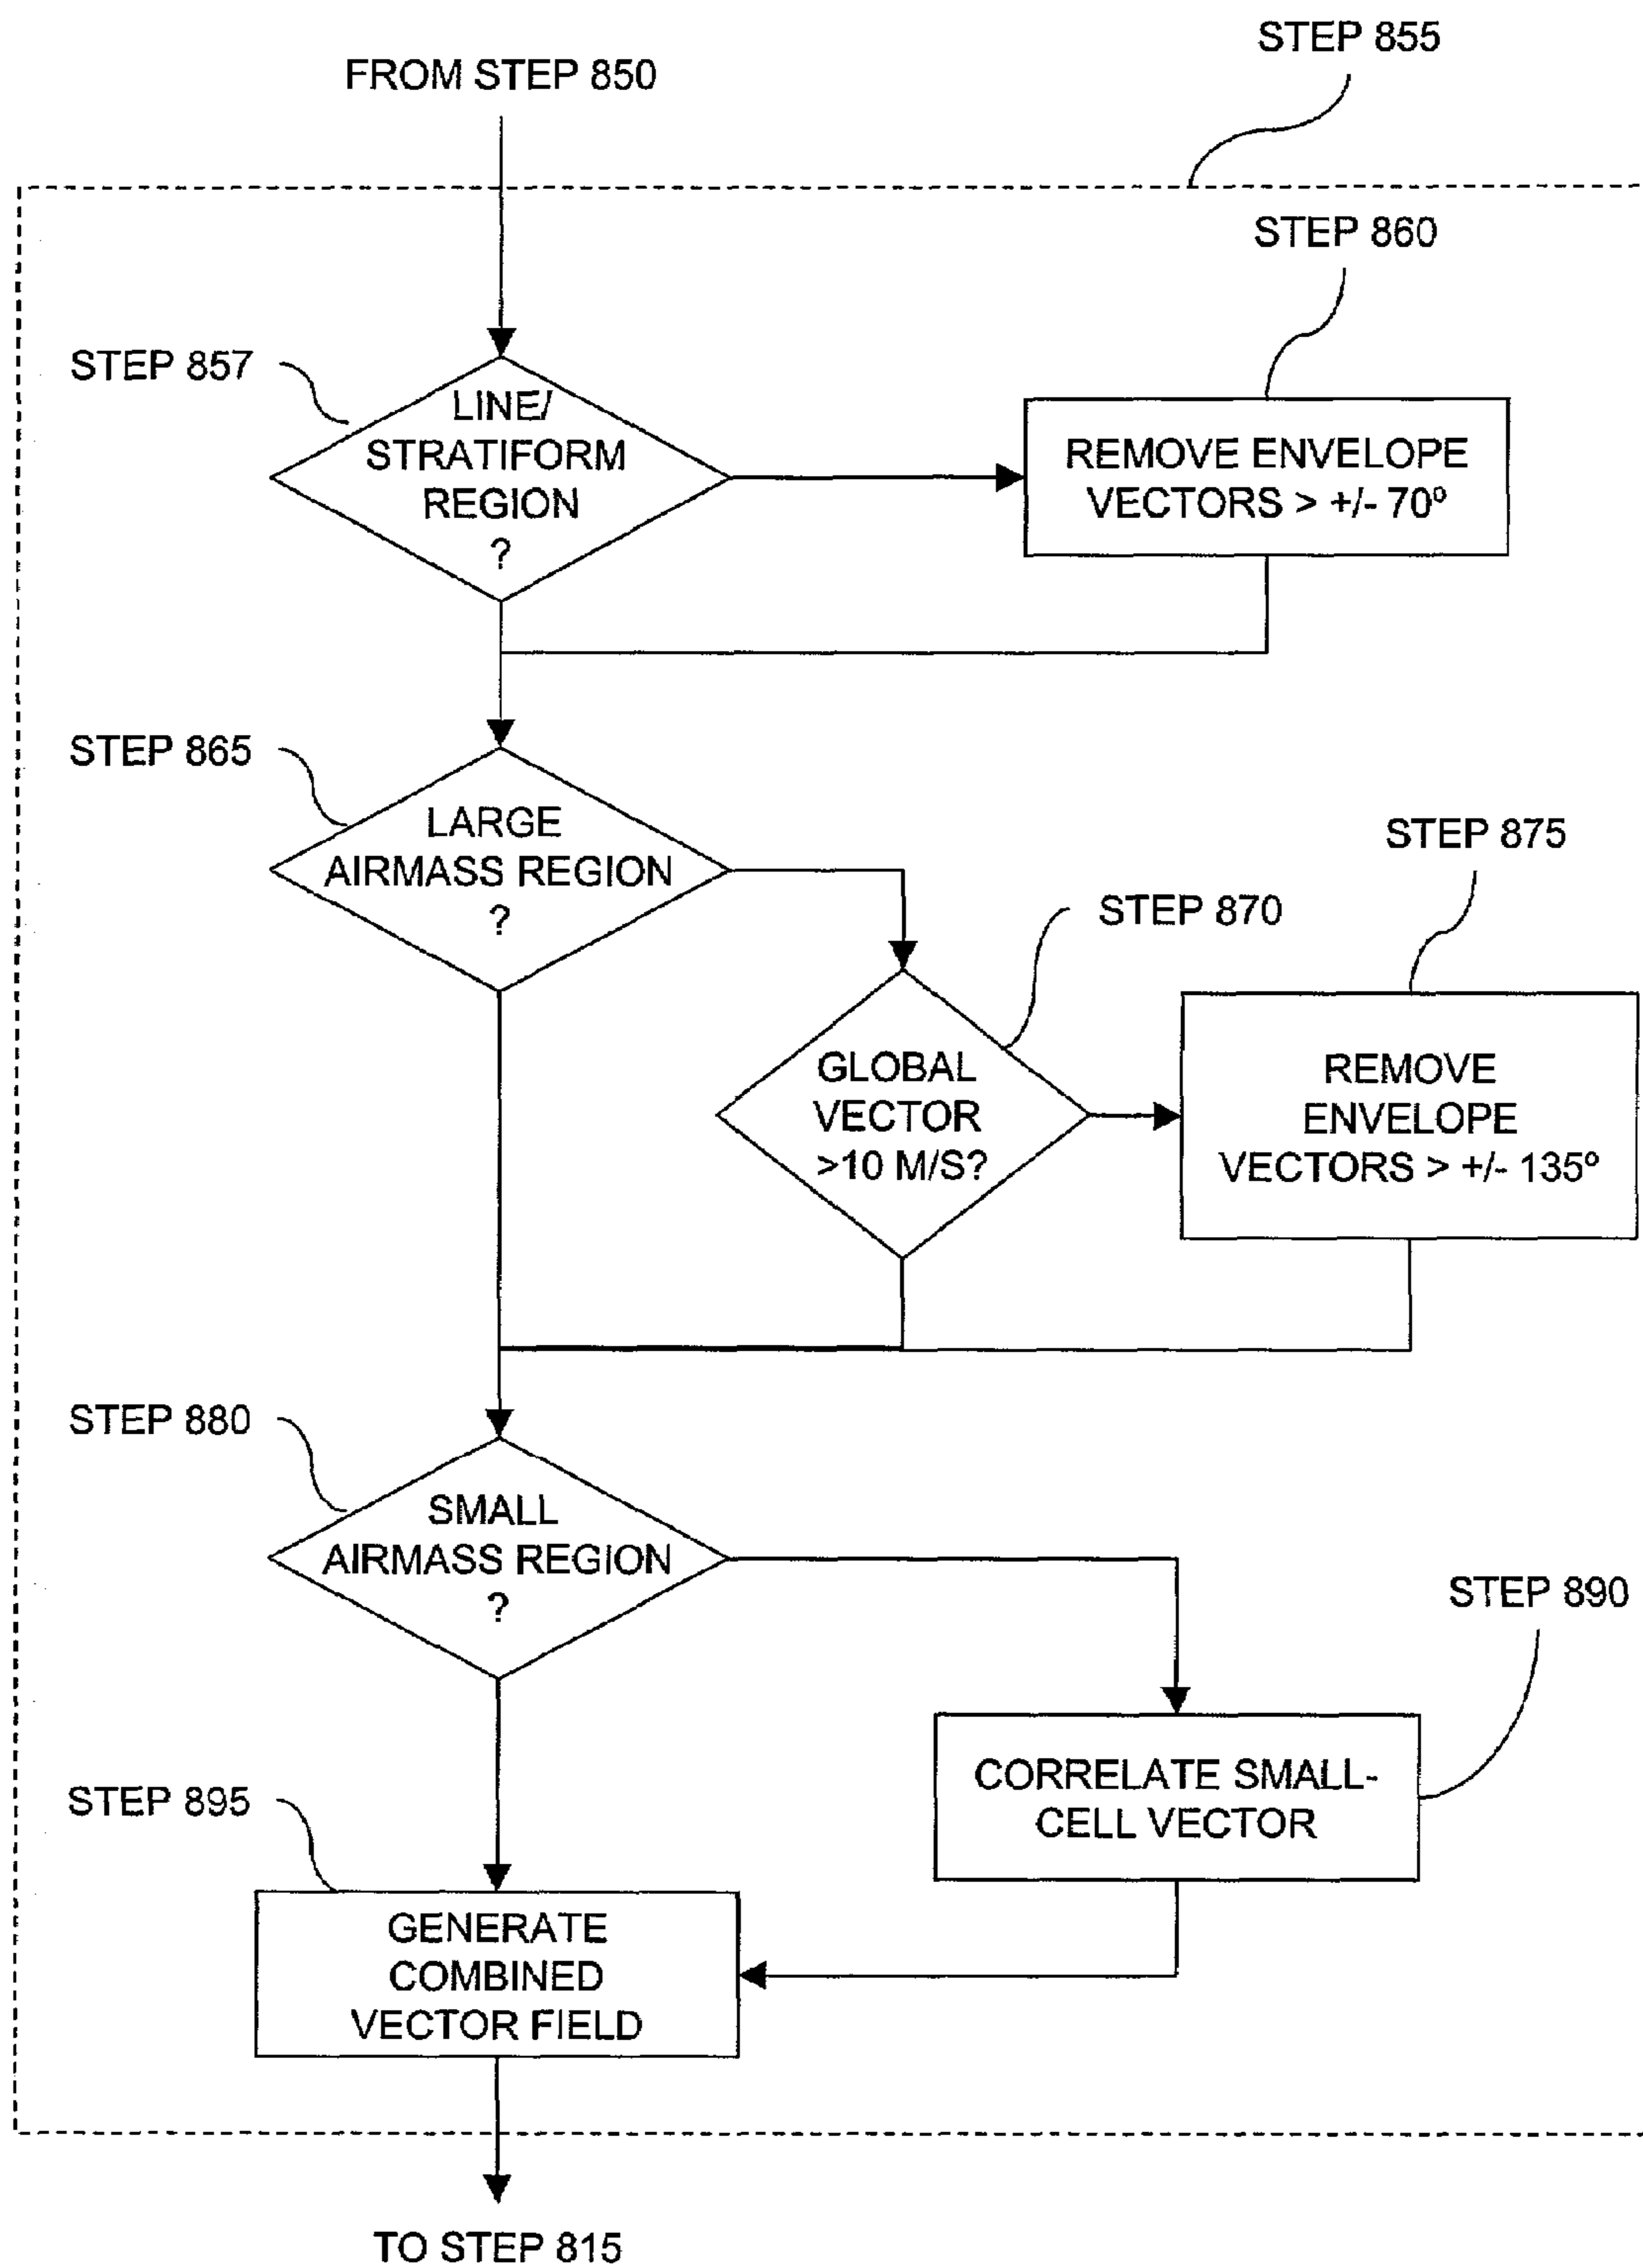 STEP 855
FROM STEP 850
STEP 860
STEP 857
LINE/
STRATIFORM
REGION
?
REMOVE ENVELOPE
VECTORS > +/- 70º
STEP 865
LARGE
AIRMASS REGION
?
STEP 875
STEP 870
GLOBAL
VECTOR
>10 M/S?
REMOVE
ENVELOPE
VECTORS > +/- 135º
STEP 880
SMALL
AIRMASS REGION
?
STEP 890
CORRELATE SMALL-
CELL VECTOR
STEP 895
GENERATE
COMBINED
VECTOR FIELD
TO STEP 815